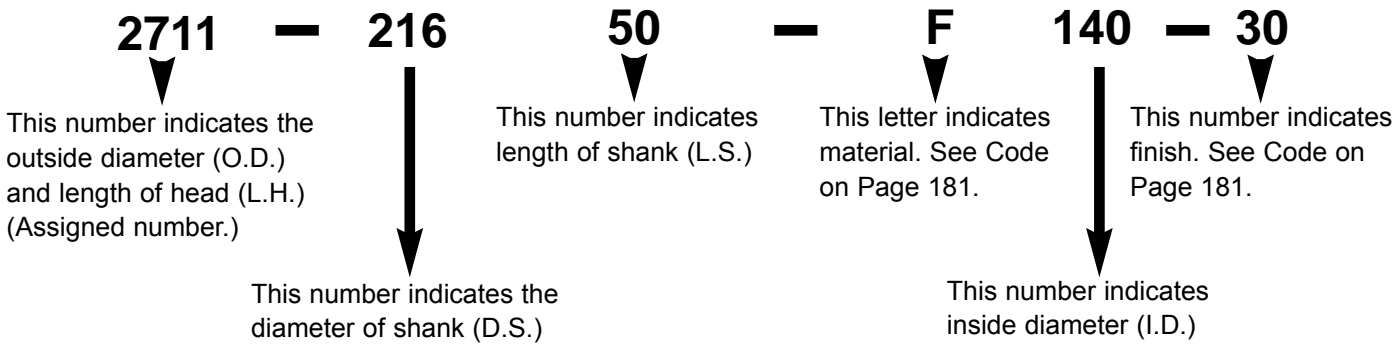 2711 — 216 50 — F 140 — 30
This number indicates the
outside diameter (O.D.)
and length of head (L.H.)
(Assigned number.)
This number indicates
length of shank (L.S.)
This letter indicates
material. See Code
on Page 181.
This number indicates
finish. See Code on
Page 181.
This number indicates the
diameter of shank (D.S.)
This number indicates
inside diameter (I.D.)